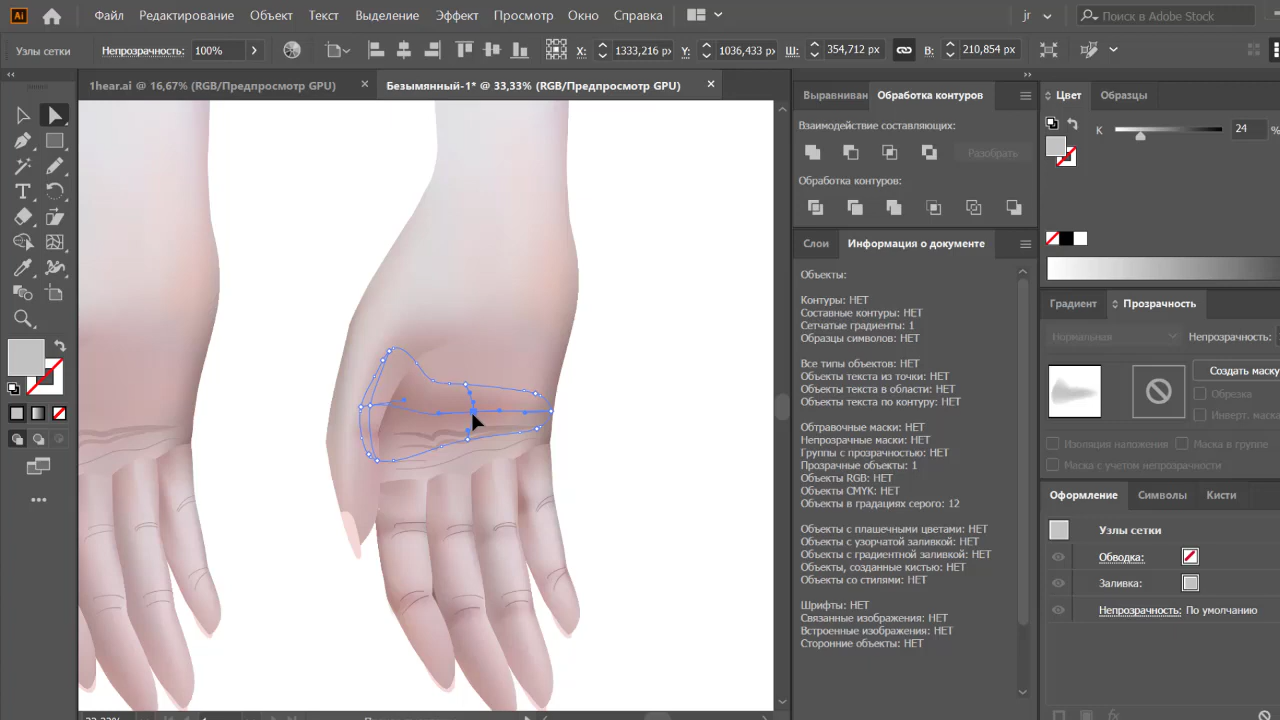 Ai Файл Редактирование Объект Текст Выделение Эффект Просмотр Окно Справка jr Поиск в Adobe Stock
Узлы сетки Непрозрачность: 100% X: 1333,216 px Y: 1036,433 px Ш: 354,712 px В: 210,854 px
1hear.ai @ 16,67% (RGB/Предпросмотр GPU) Безымянный-1* @ 33,33% (RGB/Предпросмотр GPU)
Выравниван Обработка контуров
Взаимодействие составляющих:
Разобрать
Обработка контуров:
Слои Информация о документе
Объекты:
Контуры: НЕТ
Составные контуры: НЕТ
Сетчатые градиенты: 1
Образцы символов: НЕТ
Все типы объектов: НЕТ
Объекты текста из точки: НЕТ
Объекты текста в области: НЕТ
Объекты текста по контуру: НЕТ
Обтравочные маски: НЕТ
Непрозрачные маски: НЕТ
Группы с прозрачностью: НЕТ
Прозрачные объекты: 1
Объекты RGB: НЕТ
Объекты CMYK: НЕТ
Объекты в градациях серого: 12
Объекты с плашечными цветами: НЕТ
Объекты с узорчатой заливкой: НЕТ
Объекты с градиентной заливкой: НЕТ
Объекты, созданные кистью: НЕТ
Объекты со стилями: НЕТ
Шрифты: НЕТ
Связанные изображения: НЕТ
Встроенные изображения: НЕТ
Сторонние объекты: НЕТ
Цвет Образцы
K 24 %
Градиент Прозрачность
Нормальная Непрозрачность:
Создать маску
Обрезка
Инверт. маск
Изоляция наложения Маска в группе
Маска с учетом непрозрачности
Оформление Символы Кисти
Узлы сетки
Обводка:
Заливка:
Непрозрачность: По умолчанию
fx